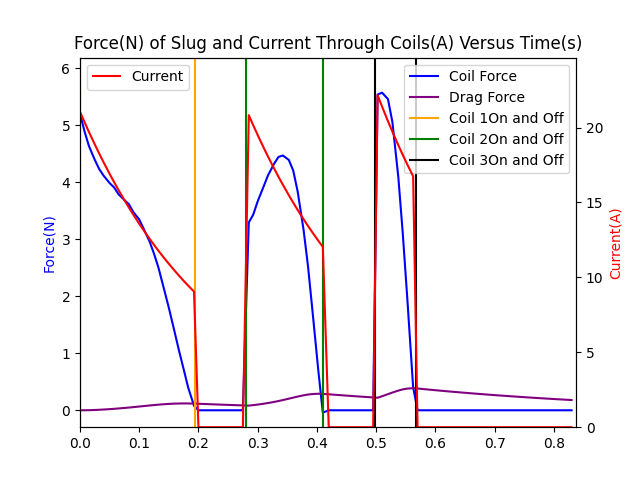 Force(N) of Slug and Current Through Coils(A) Versus Time(s)
Current
Coil Force
Drag Force
Coil 1On and Off
Coil 2On and Off
Coil 3On and Off
Force(N)
Current(A)
6
5
4
3
2
1
0
20
15
10
5
0
0.0 0.1 0.2 0.3 0.4 0.5 0.6 0.7 0.8